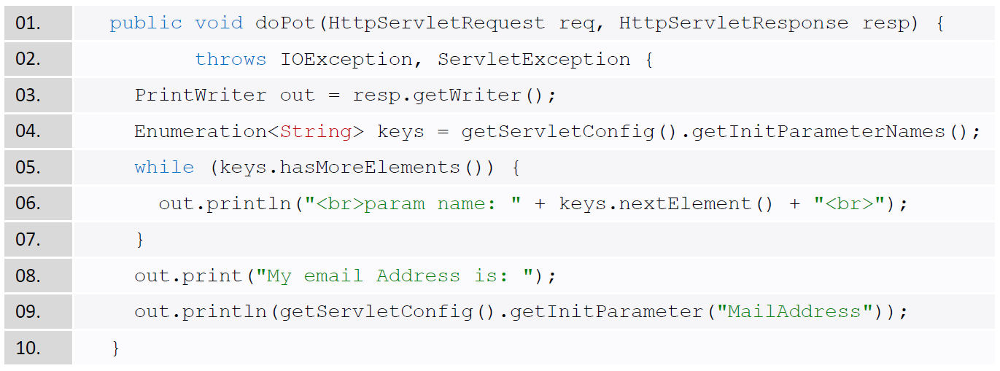 01. public void doPot(HttpServletRequest req, HttpServletResponse resp) {
02. throws IOException, ServletException {
03. PrintWriter out = resp.getWriter();
04. Enumeration<String> keys = getServletConfig().getInitParameterNames();
05. while (keys.hasMoreElements()) {
06. out.println("<br>param name: " + keys.nextElement() + "<br>");
07. }
08. out.print("My email Address is: ");
09. out.println(getServletConfig().getInitParameter("MailAddress"));
10. }